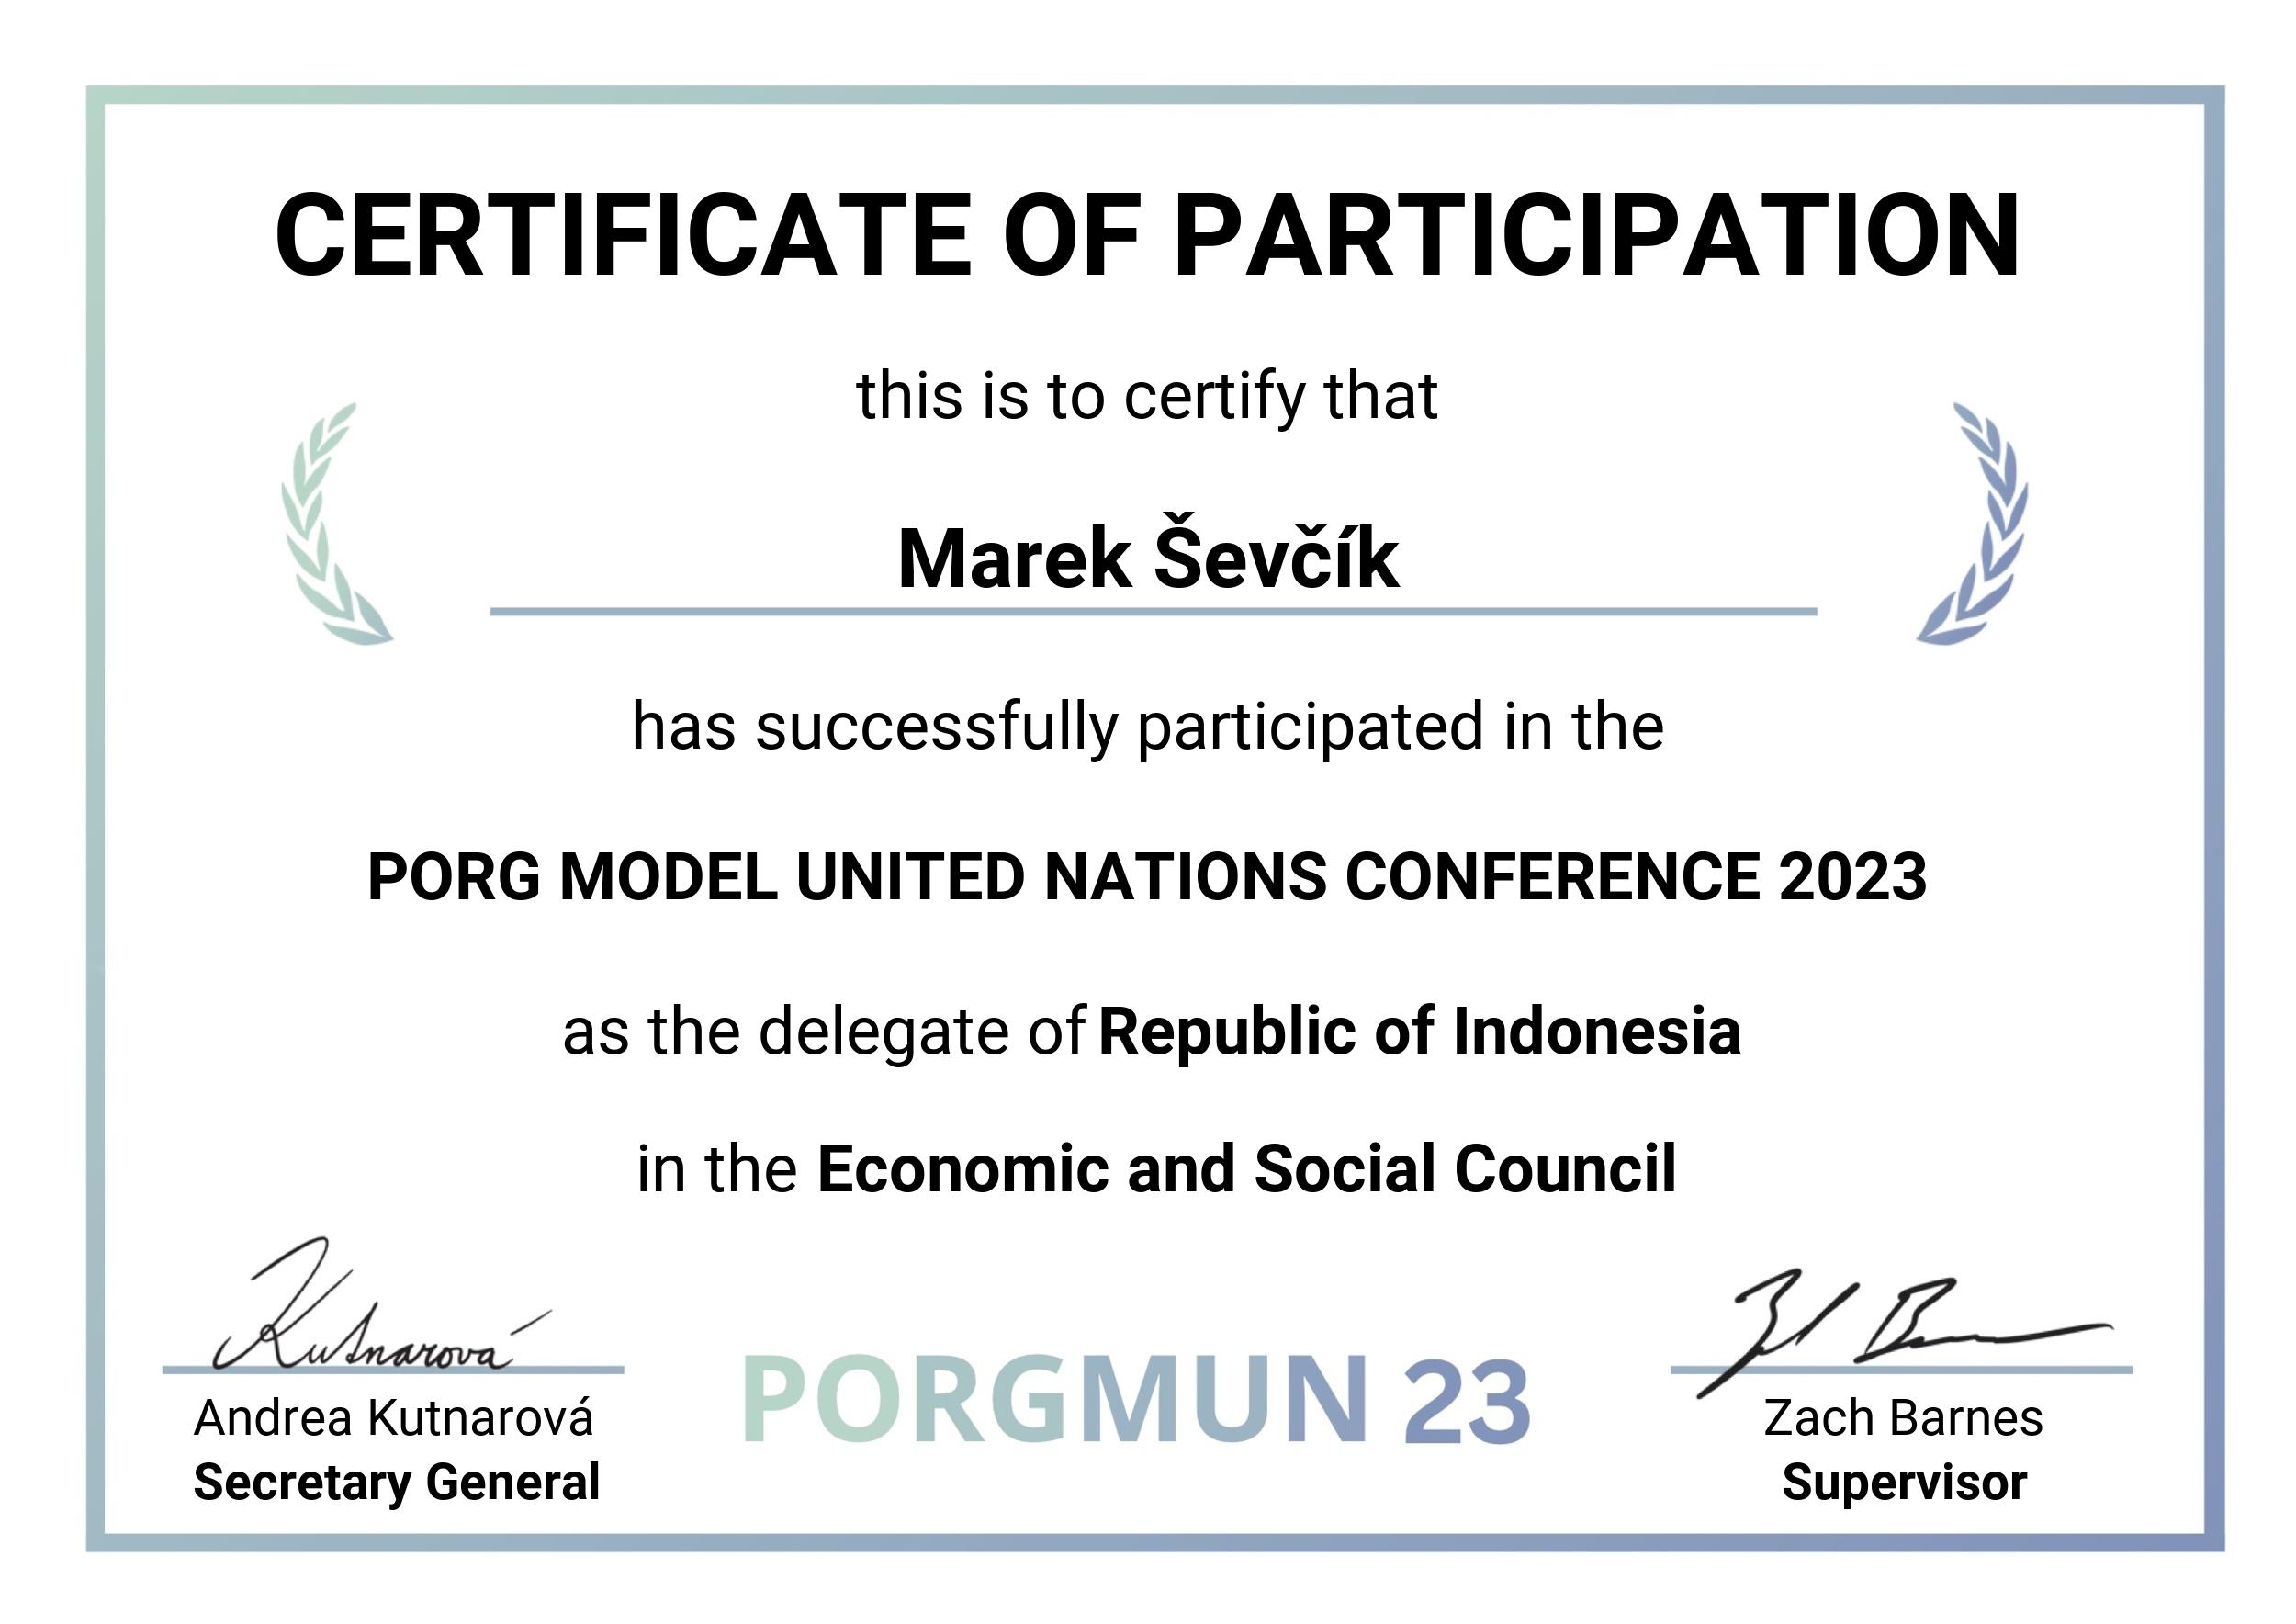 CERTIFICATE OF PARTICIPATION
this is to certify that
Marek Ševčík
has successfully participated in the
PORG MODEL UNITED NATIONS CONFERENCE 2023
as the delegate of Republic of Indonesia
in the Economic and Social Council
Kutnarová
Andrea Kutnarová
Secretary General
PORGMUN 23
Zach Barnes
Supervisor